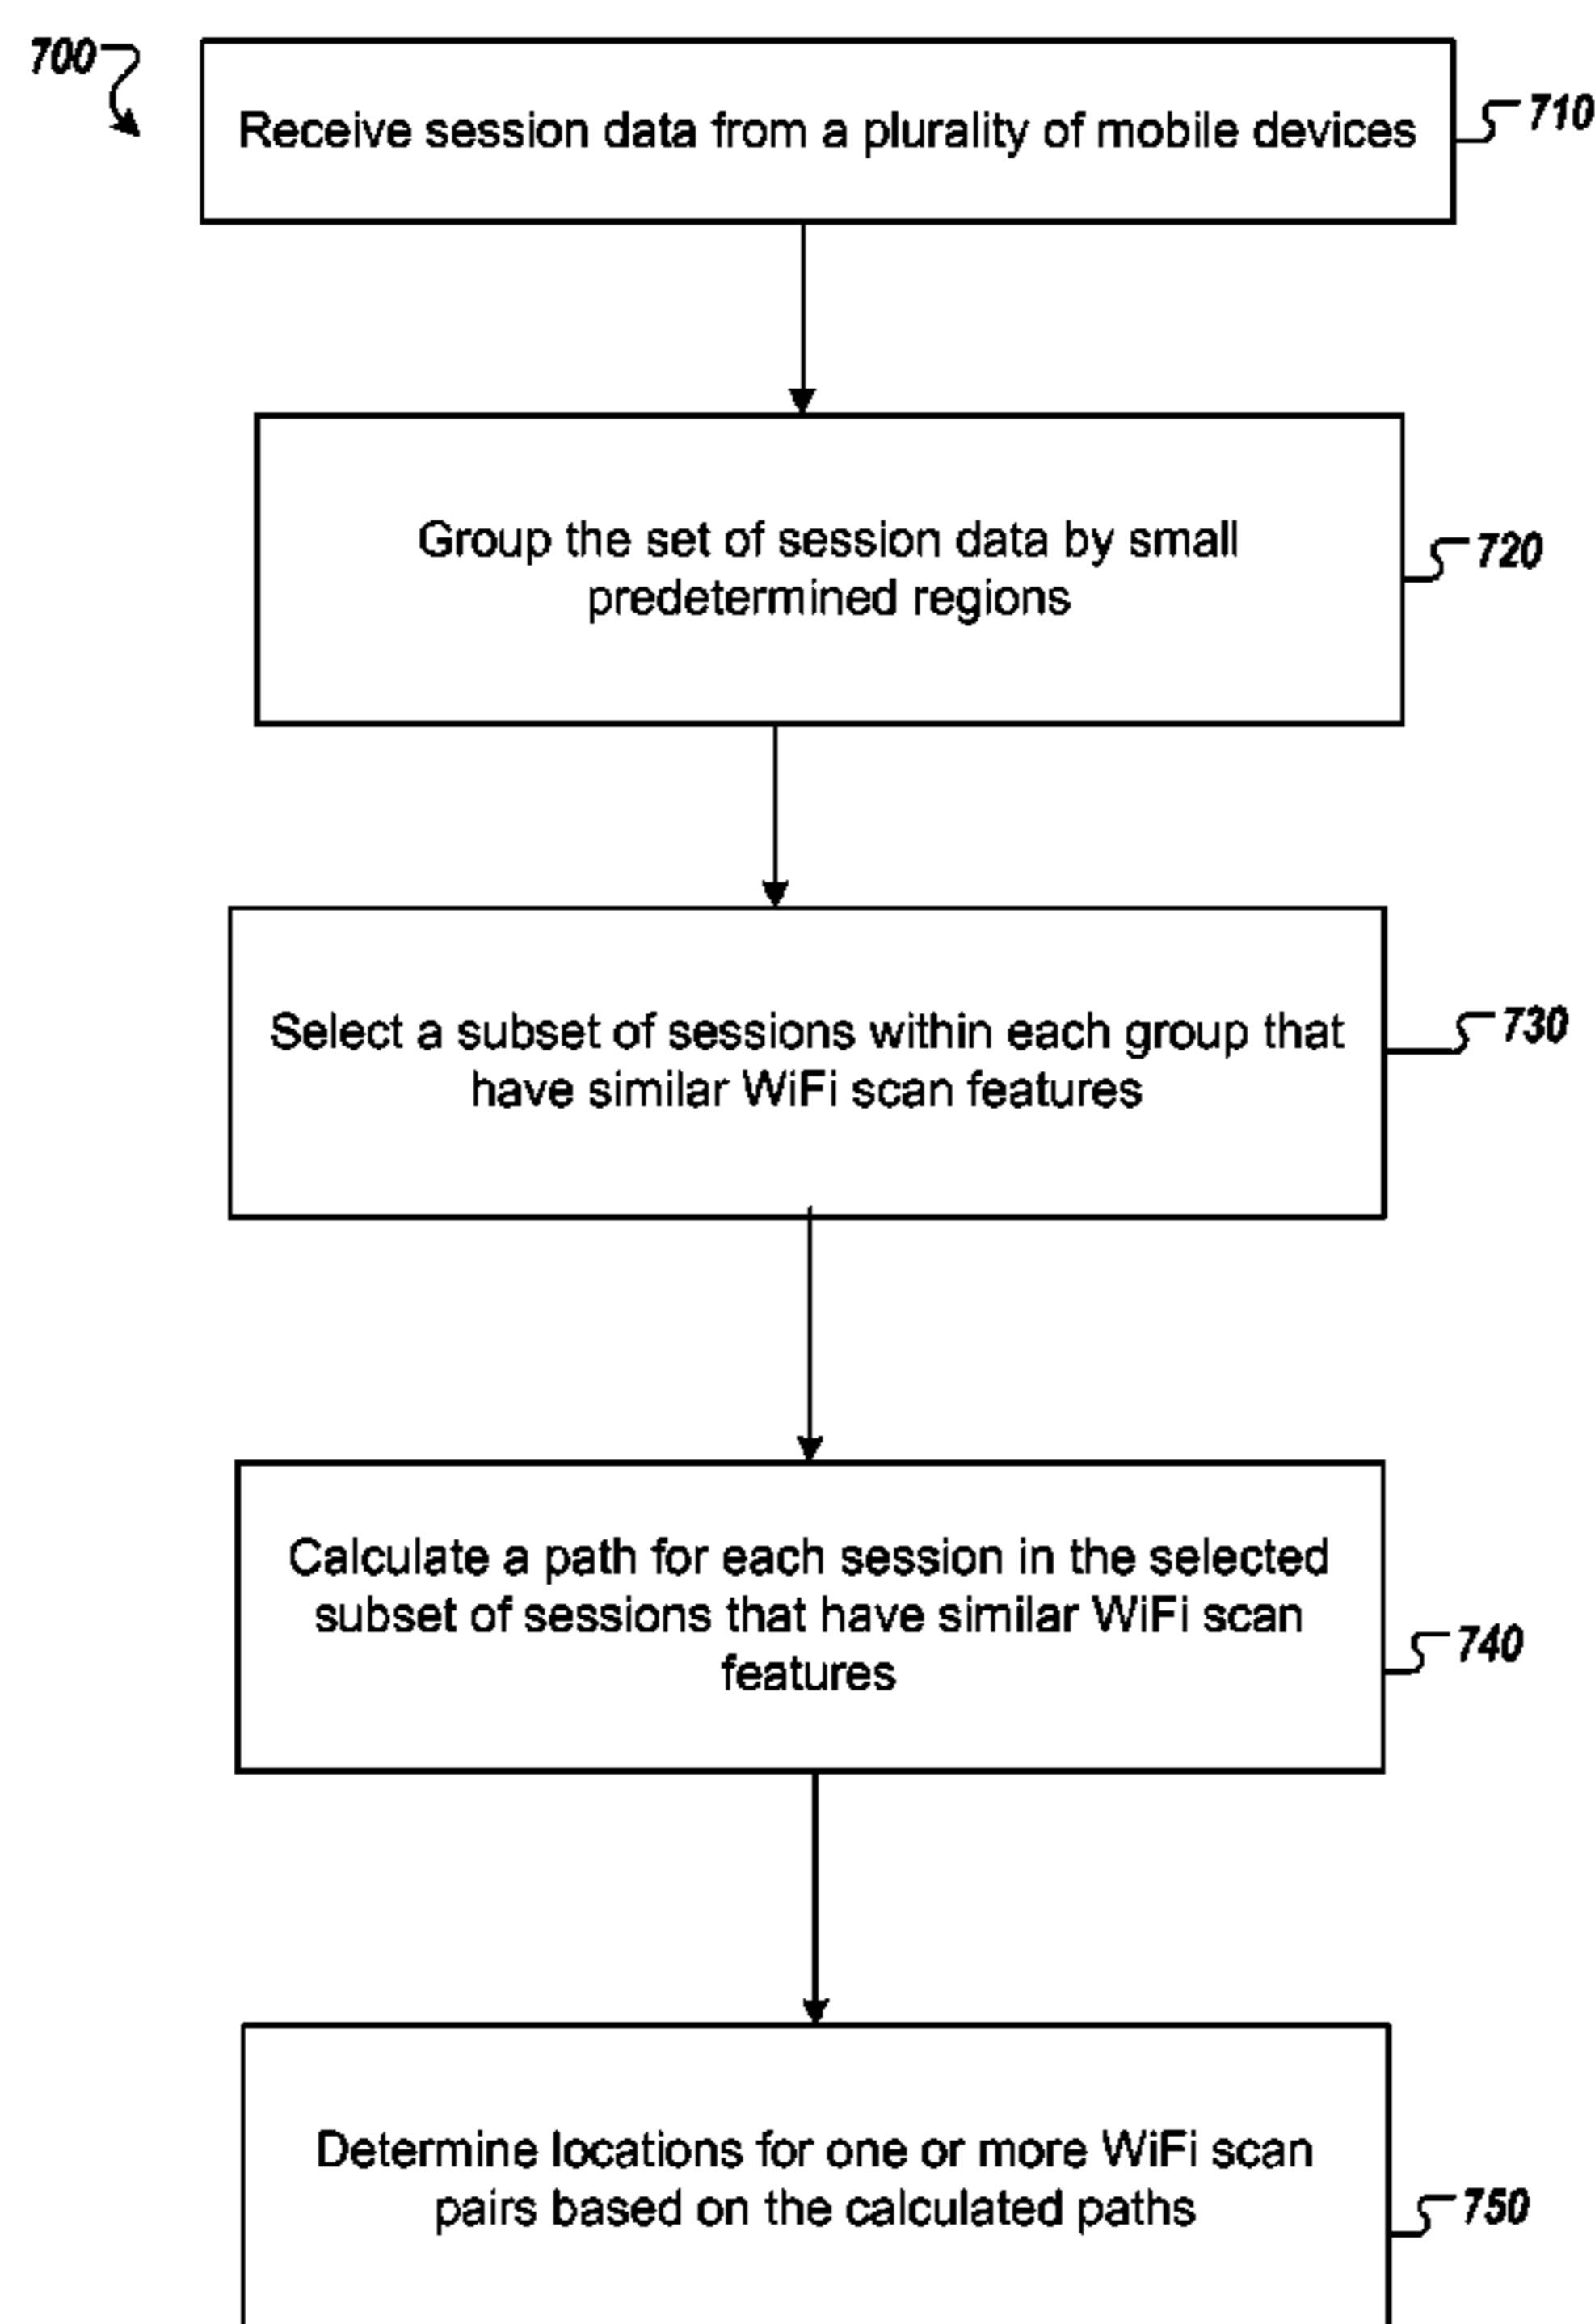 700
Receive session data from a plurality of mobile devices
710
Group the set of session data by small
predetermined regions
720
Select a subset of sessions within each group that
have similar WiFi scan features
730
Calculate a path for each session in the selected
subset of sessions that have similar WiFi scan
features
740
Determine locations for one or more WiFi scan
pairs based on the calculated paths
750